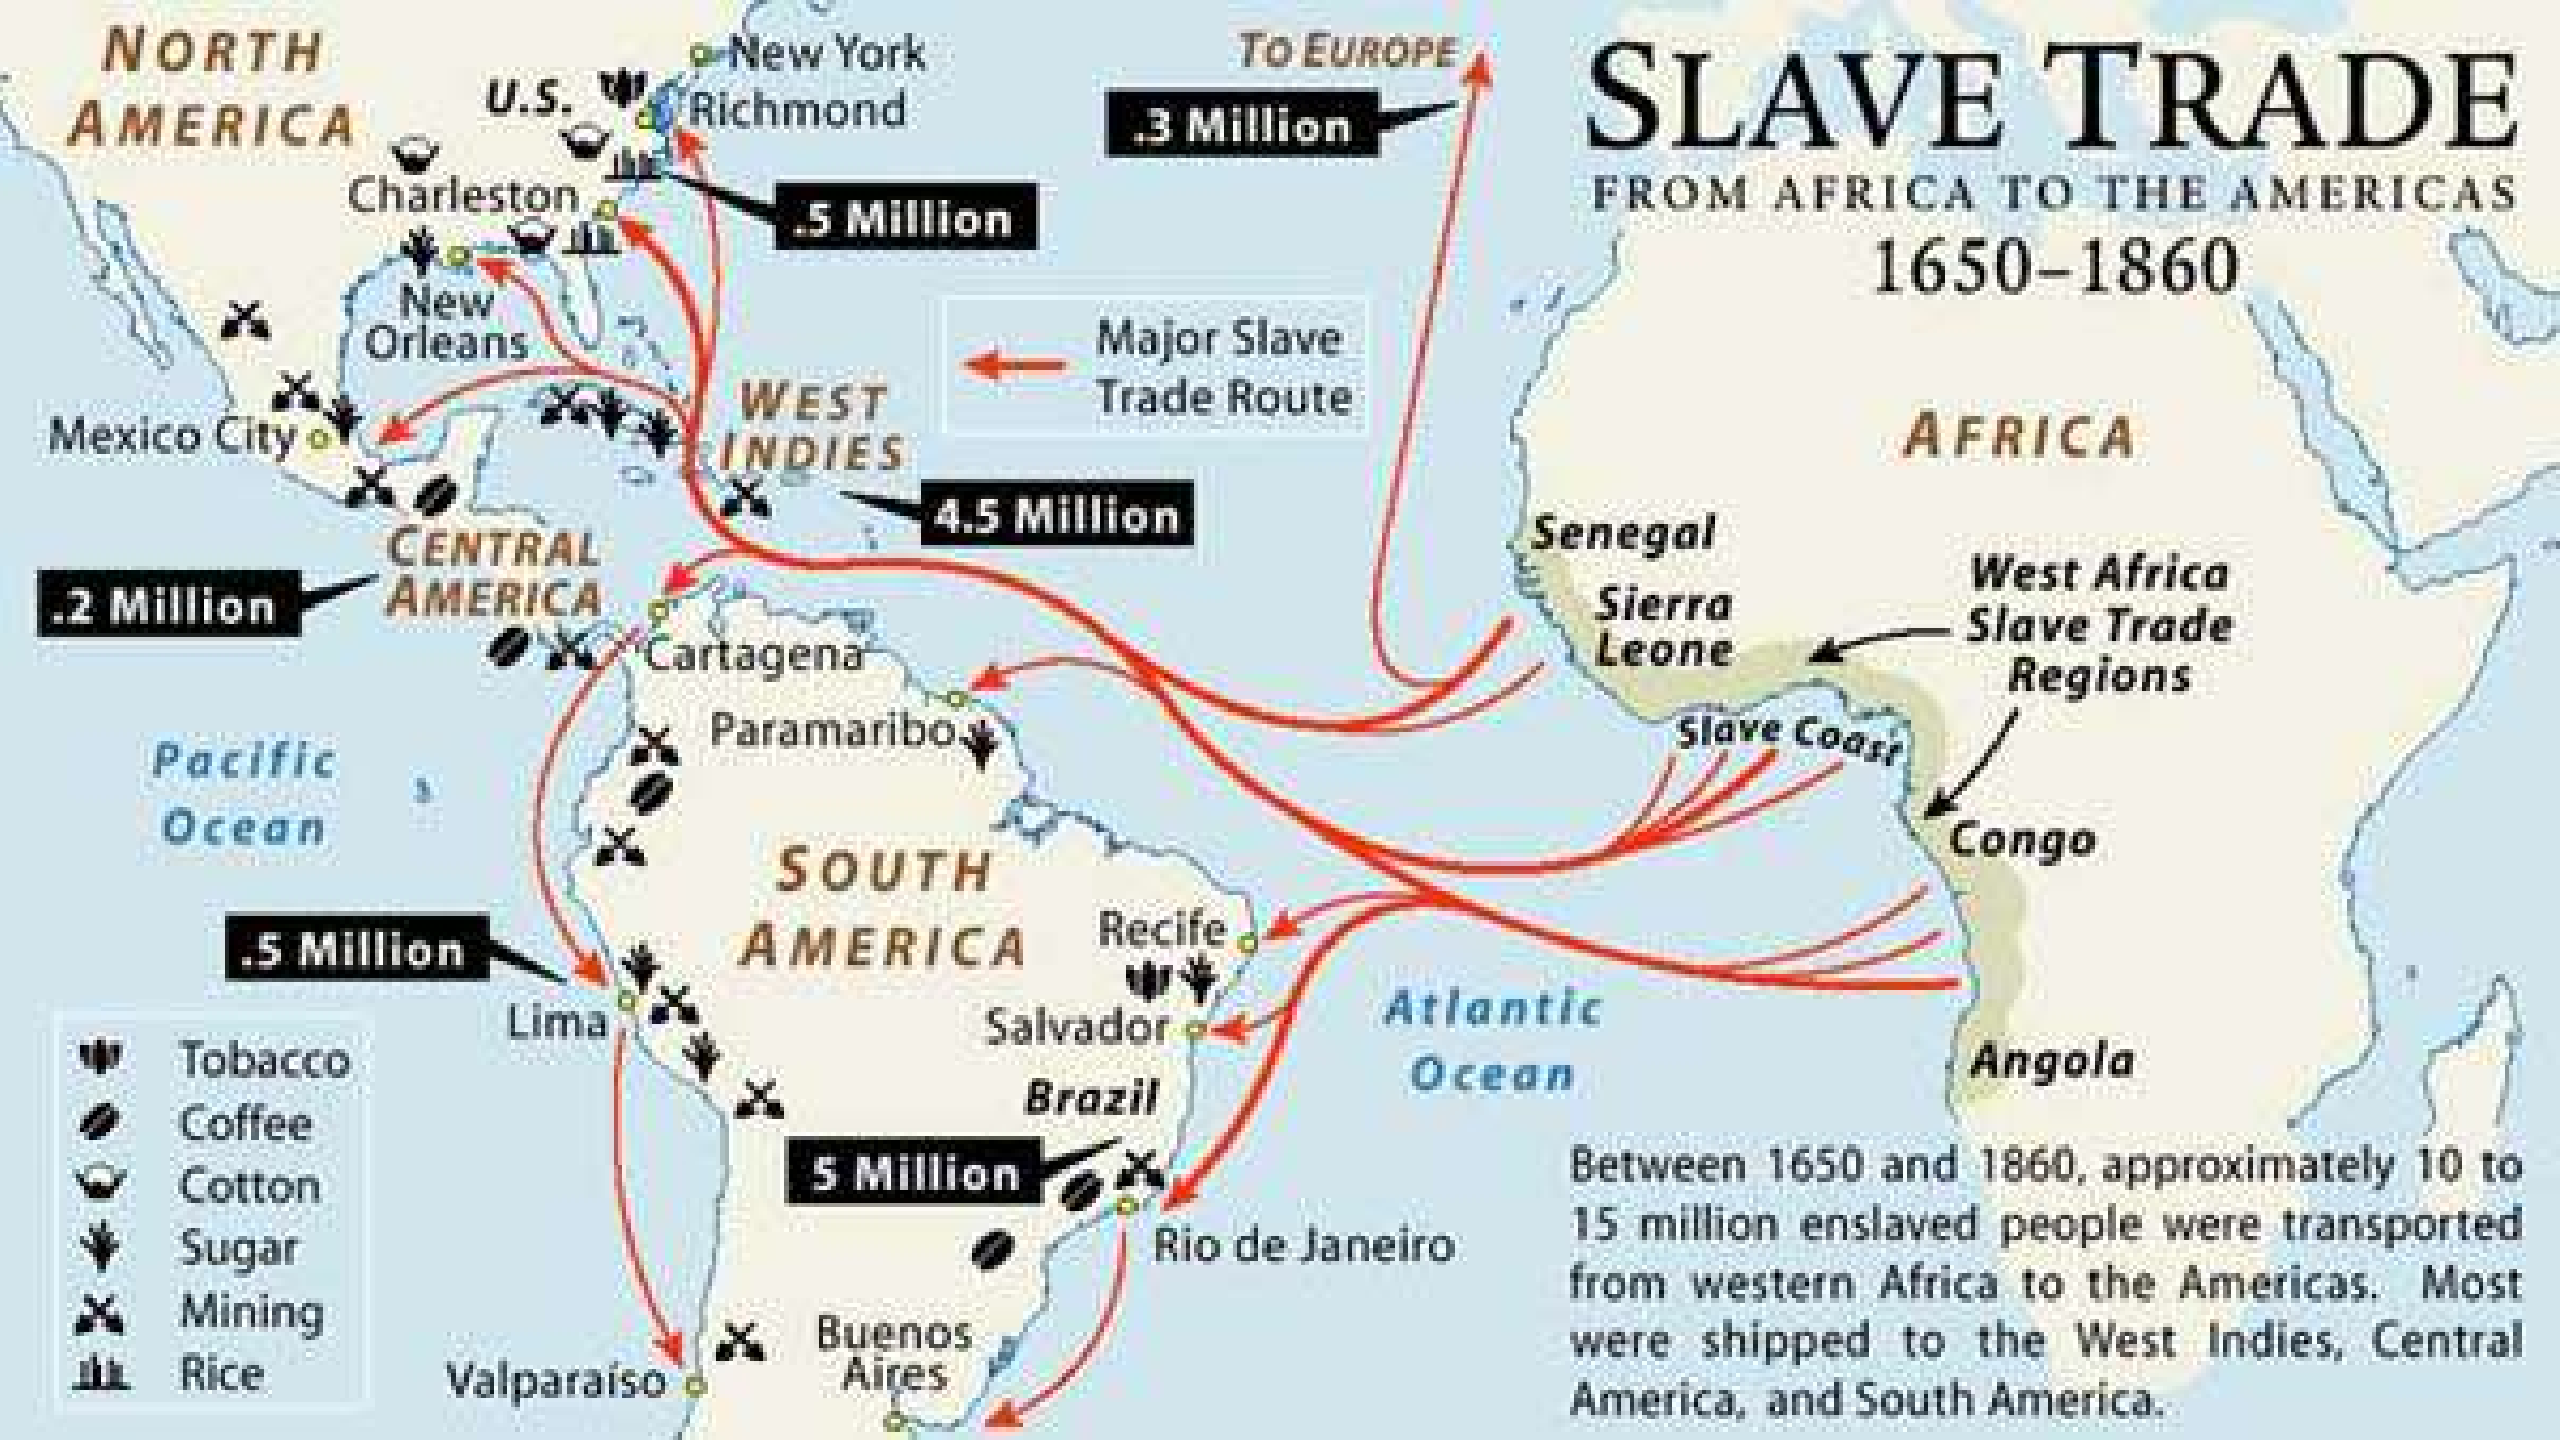 SLAVE TRADE
FROM AFRICA TO THE AMERICAS
1650–1860
NORTH
AMERICA
U.S.
New York
Richmond
Charleston
.5 Million
New
Orleans
Mexico City
TO EUROPE
.3 Million
Major Slave
Trade Route
WEST
INDIES
4.5 Million
CENTRAL
AMERICA
.2 Million
Cartagena
Paramaribo
Pacific
Ocean
SOUTH
AMERICA
.5 Million
Lima
Recife
Salvador
Brazil
5 Million
Rio de Janeiro
Buenos
Aires
Valparaíso
Atlantic
Ocean
AFRICA
Senegal
Sierra
Leone
West Africa
Slave Trade
Regions
Slave Coast
Congo
Angola
Tobacco
Coffee
Cotton
Sugar
Mining
Rice
Between 1650 and 1860, approximately 10 to
15 million enslaved people were transported
from western Africa to the Americas. Most
were shipped to the West Indies, Central
America, and South America.